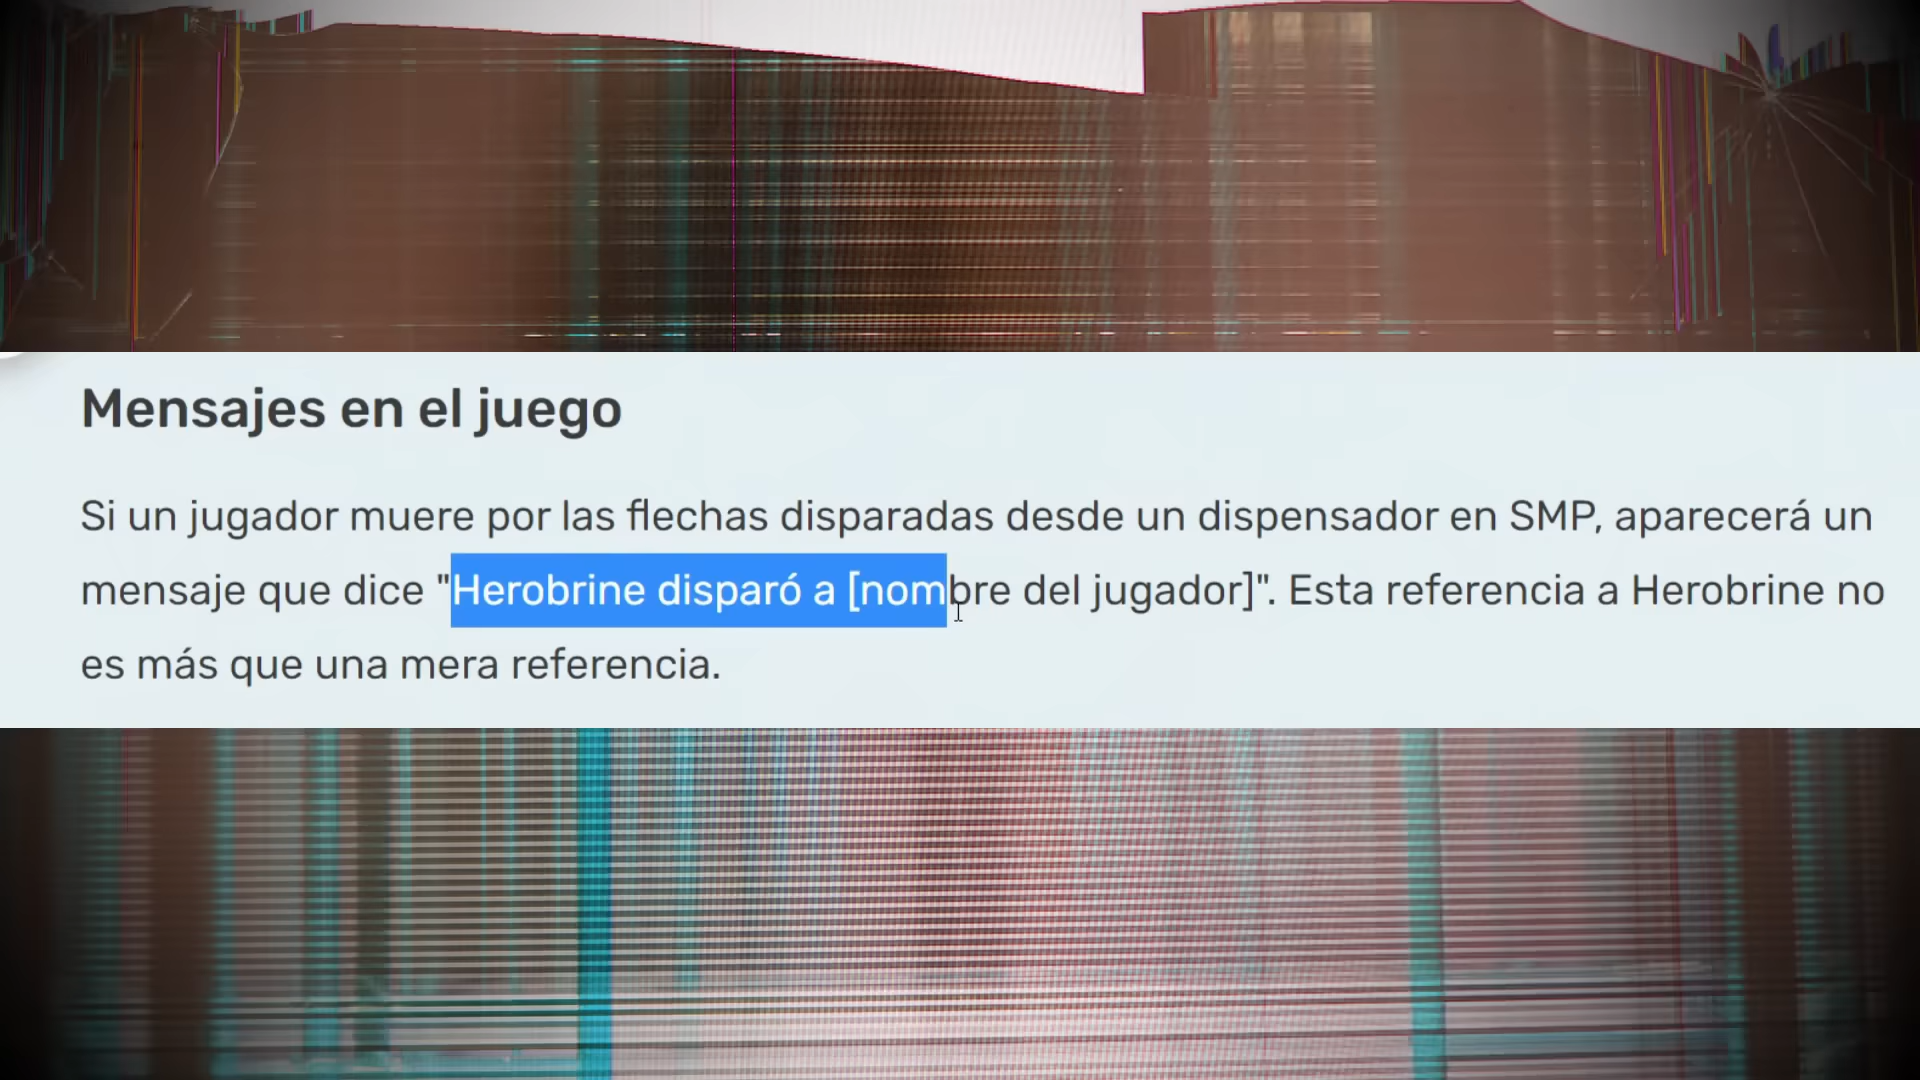 Mensajes en el juego
Si un jugador muere por las flechas disparadas desde un dispensador en SMP, aparecerá un
mensaje que dice "Herobrine disparó a [nombre del jugador]". Esta referencia a Herobrine no
es más que una mera referencia.